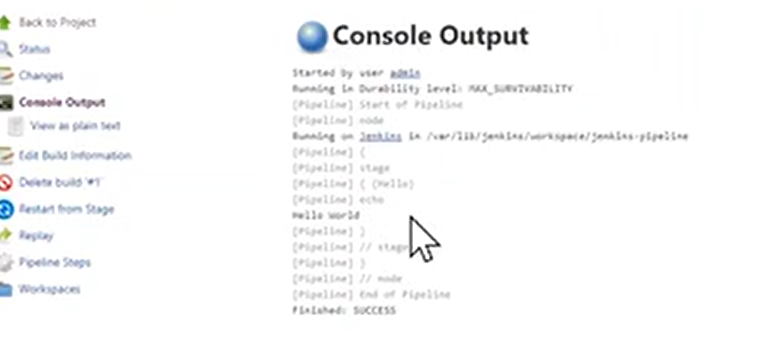 Back to Project
Status
Changes
Console Output
View as plain text
Edit Build Information
Delete build '#1'
Restart from Stage
Replay
Pipeline Steps
Workspaces
Console Output
Started by user admin
Running in Durability level: MAX_SURVIVABILITY
[Pipeline] Start of Pipeline
[Pipeline] node
Running on Jenkins in /var/lib/jenkins/workspace/jenkins-pipeline
[Pipeline] {
[Pipeline] stage
[Pipeline] { (Hello)
[Pipeline] echo
Hello World
[Pipeline] }
[Pipeline] // stage
[Pipeline] }
[Pipeline] // node
[Pipeline] End of Pipeline
Finished: SUCCESS